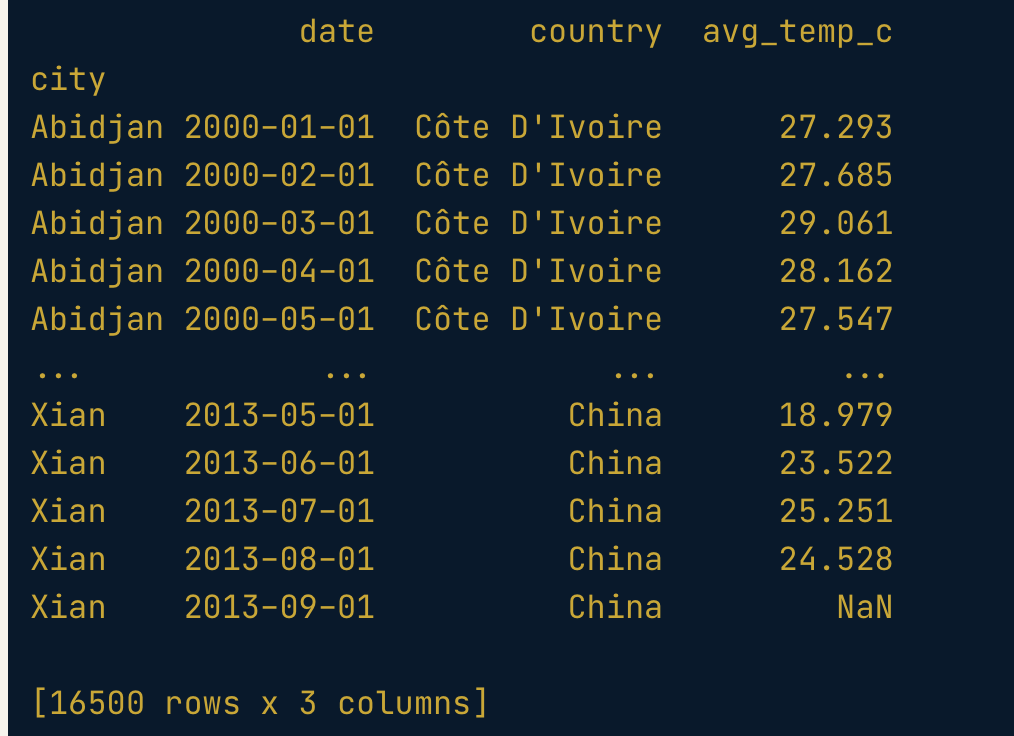 date country avg_temp_c
city
Abidjan 2000-01-01 Côte D'Ivoire 27.293
Abidjan 2000-02-01 Côte D'Ivoire 27.685
Abidjan 2000-03-01 Côte D'Ivoire 29.061
Abidjan 2000-04-01 Côte D'Ivoire 28.162
Abidjan 2000-05-01 Côte D'Ivoire 27.547
... ... ... ...
Xian 2013-05-01 China 18.979
Xian 2013-06-01 China 23.522
Xian 2013-07-01 China 25.251
Xian 2013-08-01 China 24.528
Xian 2013-09-01 China NaN
[16500 rows x 3 columns]